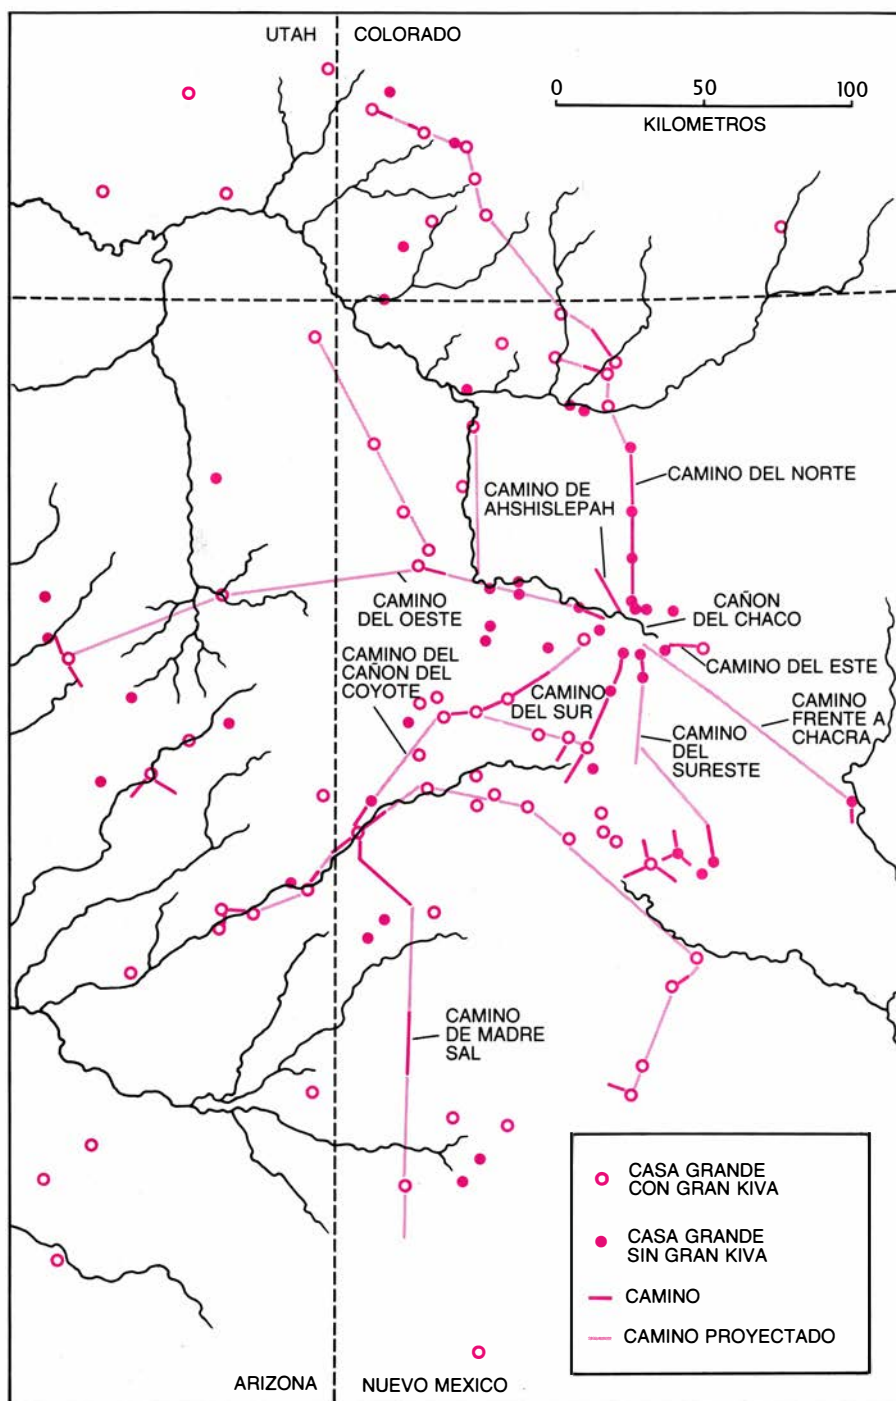 UTAH
COLORADO
0 50 100
KILOMETROS
CAMINO DEL NORTE
CAMINO DE
AHSHISLEPAH
CAÑON
DEL CHACO
CAMINO
DEL OESTE
CAMINO DEL ESTE
CAMINO DEL
CAÑON DEL
COYOTE
CAMINO
DEL SUR
CAMINO
FRENTE A
CHACRA
CAMINO
DEL
SURESTE
CAMINO
DE MADRE
SAL
CASA GRANDE
CON GRAN KIVA
CASA GRANDE
SIN GRAN KIVA
CAMINO
CAMINO PROYECTADO
ARIZONA
NUEVO MEXICO